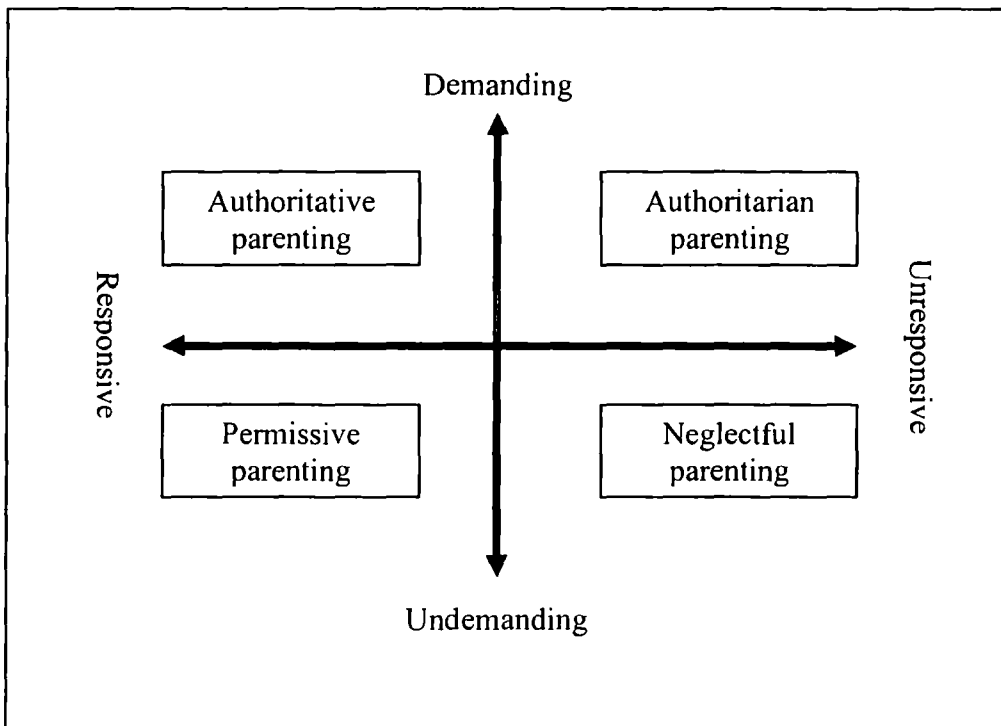 Demanding
Authoritative
parenting
Authoritarian
parenting
Responsive
Unresponsive
Permissive
parenting
Neglectful
parenting
Undemanding